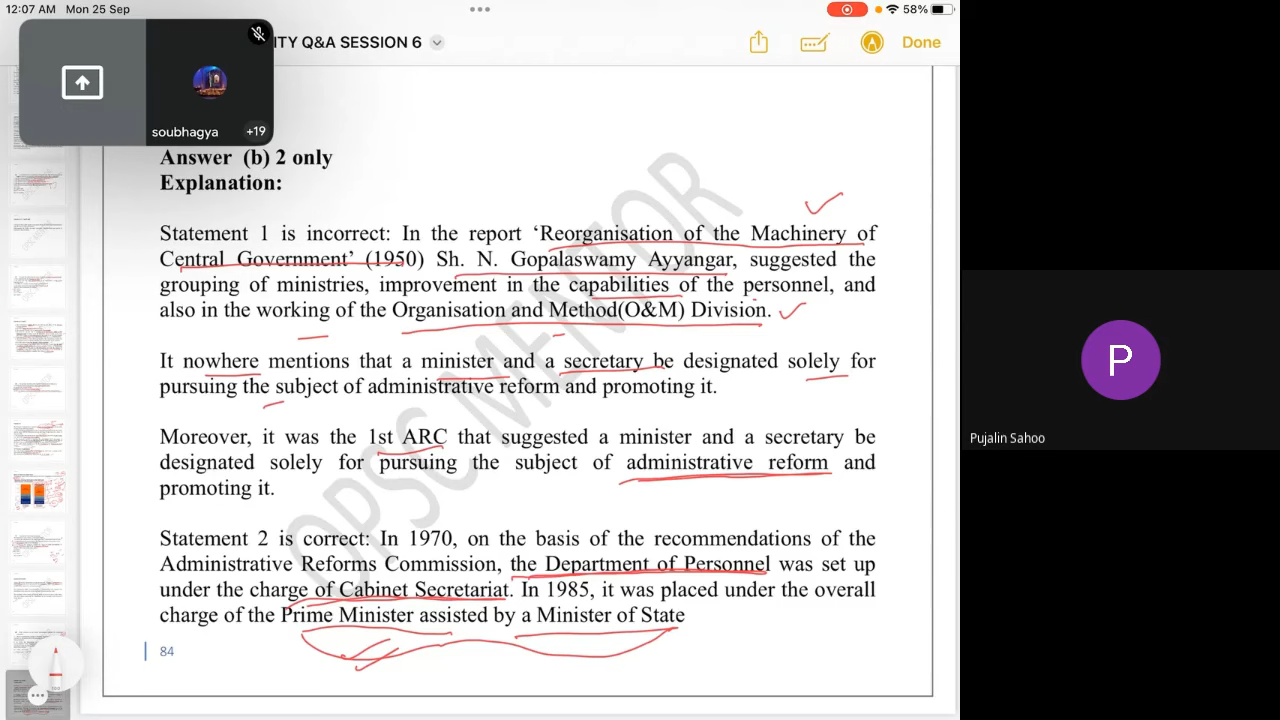 12:07 AM Mon 25 Sep
58%
ITY Q&A SESSION 6
Done
soubhagya
+19
Answer (b) 2 only
Explanation:
Statement 1 is incorrect: In the report ‘Reorganisation of the Machinery of
Central Government’ (1950) Sh. N. Gopalaswamy Ayyangar, suggested the
grouping of ministries, improvement in the capabilities of the personnel, and
also in the working of the Organisation and Method(O&M) Division.
It nowhere mentions that a minister and a secretary be designated solely for
pursuing the subject of administrative reform and promoting it.
Moreover, it was the 1st ARC that suggested a minister and a secretary be
designated solely for pursuing the subject of administrative reform and
promoting it.
Statement 2 is correct: In 1970, on the basis of the recommendations of the
Administrative Reforms Commission, the Department of Personnel was set up
under the charge of Cabinet Secretariat. In 1985, it was placed under the overall
charge of the Prime Minister assisted by a Minister of State
84
OPSC MENTOR
P
Pujalin Sahoo